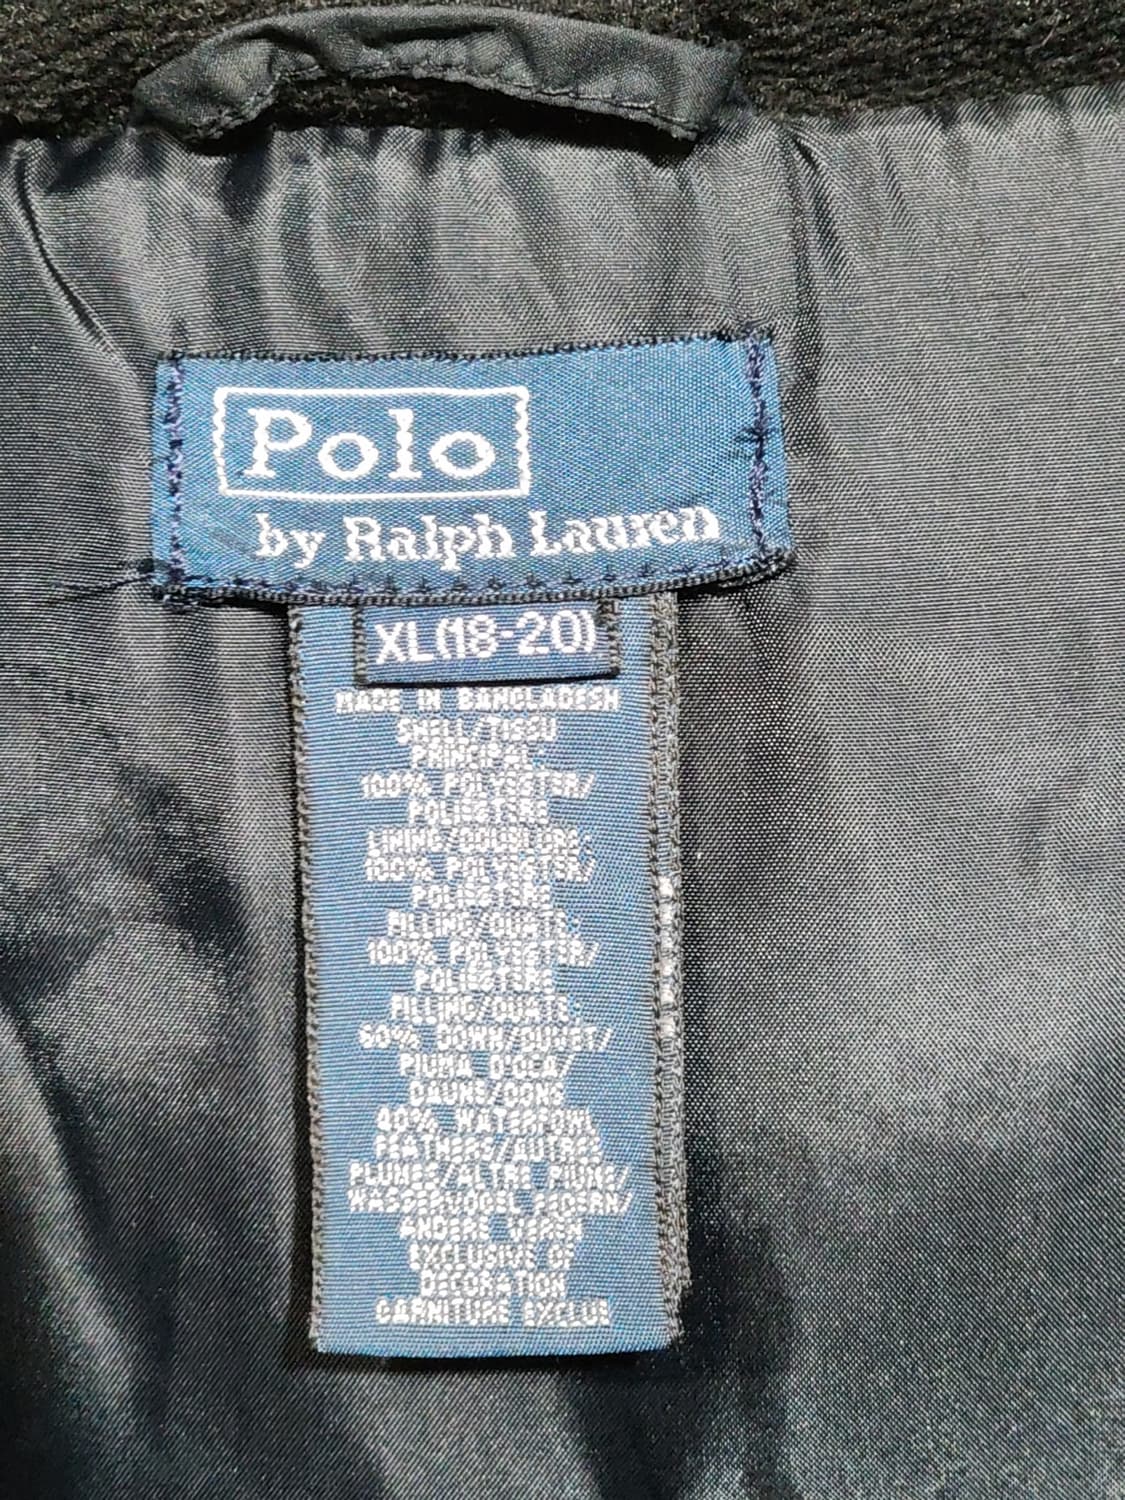 Polo
by Ralph Lauren
XL(18-20)
MADE IN BANGLADESH
SHELL/TISSU
PRINCIPAL
100% POLYESTER/
POLIESTERE
LINING/DOUBLURE
100% POLYESTER/
POLIESTERE
FILLING/OUATE
100% POLYESTER/
POLIESTERE
FILLING/OUATE
60% DOWN/DUVET/
PIUMA D'OCA/
DAUNE/DONS
40% WATERFOWL
FEATHERS/AUTRES
PLUMES/ALTRE PIUME/
WASSERVOGEL FEDERN/
ANDERE VEREN
EXCLUSIVE OF
DECORATION
GARNITURE EXCLUE